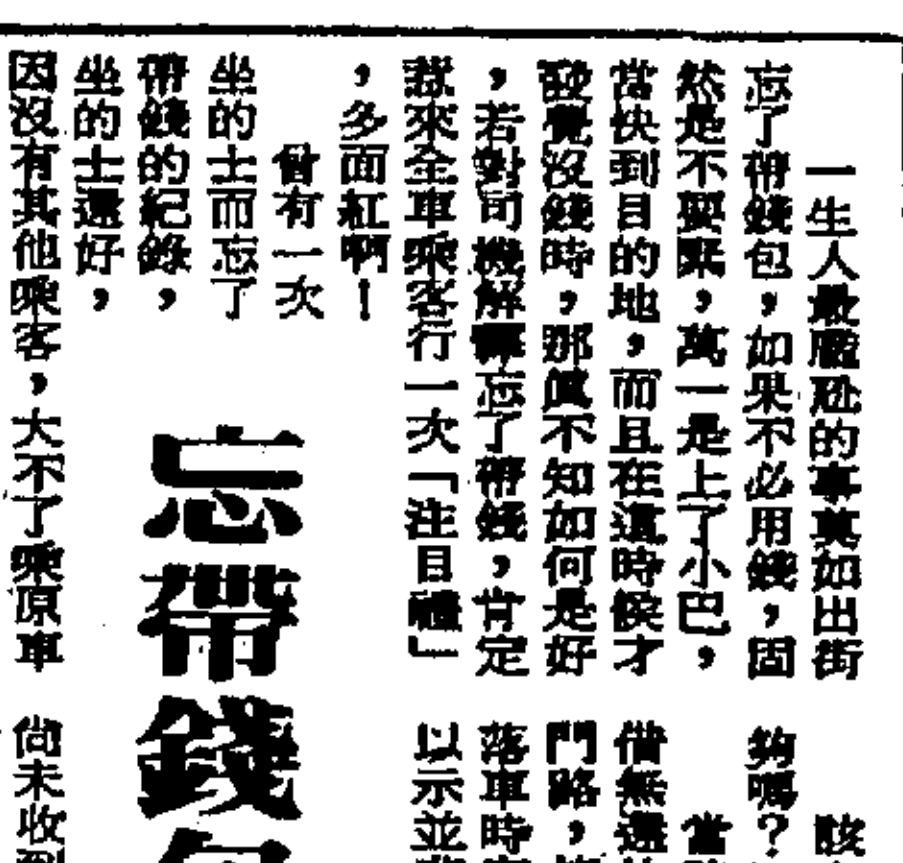 一生人最尷尬的事莫如出街
忘了帶錢包，如果不必用錢，固
然是不要緊，萬一是上了小巴，
當快到目的地，而且在這時候才
發覺沒錢時，那眞不知如何是好
，若對司機解釋忘了帶錢，肯定
就來全車乘客行一次「注目禮」
，多面紅啊！
曾有一次
坐的士而忘了
帶錢的紀錄，
坐的士還好，
因沒有其他乘客，大不了乘原車
忘帶錢
該
夠嗎？
當
借無還
門路，
落車時
以示並
尚未收到